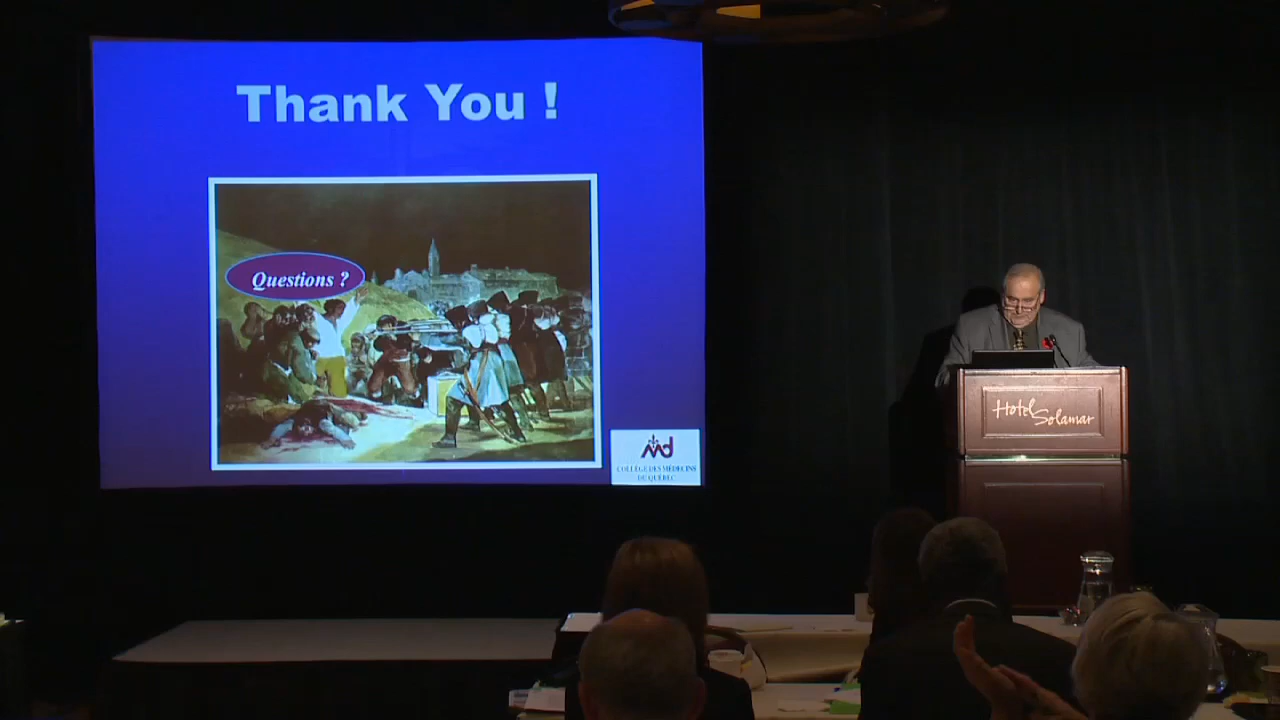 Thank You !
Questions ?
Hotel Solamar
COLLÈGE DES MÉDECINS
DU QUÉBEC